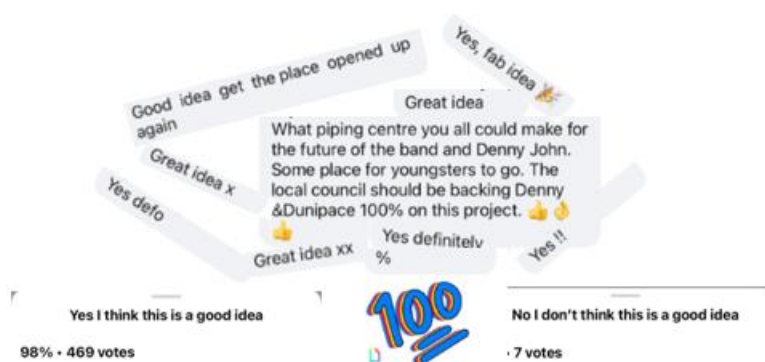 Good idea get the place opened up
again
Yes, fab idea 🎉
Great idea
What piping centre you all could make for
the future of the band and Denny John.
Some place for youngsters to go. The
local council should be backing Denny
&Dunipace 100% on this project. 👍👌
👍
Great idea x
Yes defo
Great idea xx
Yes definitely
%
Yes !!
100
Yes I think this is a good idea
98% • 469 votes
No I don't think this is a good idea
• 7 votes